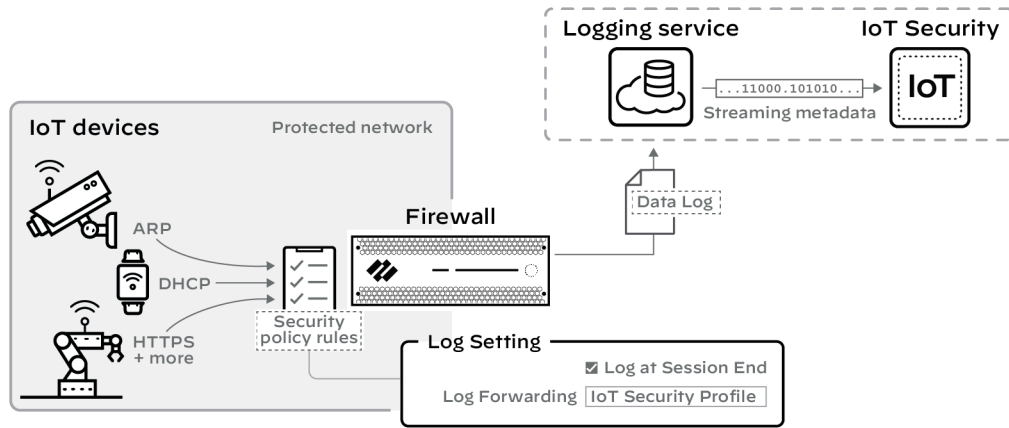 Logging service
IoT Security
...11000.101010...
IoT
Streaming metadata
IoT devices
Protected network
Data Log
Firewall
ARP
DHCP
HTTPS
+ more
Security
policy rules
Log Setting
Log at Session End
Log Forwarding IoT Security Profile